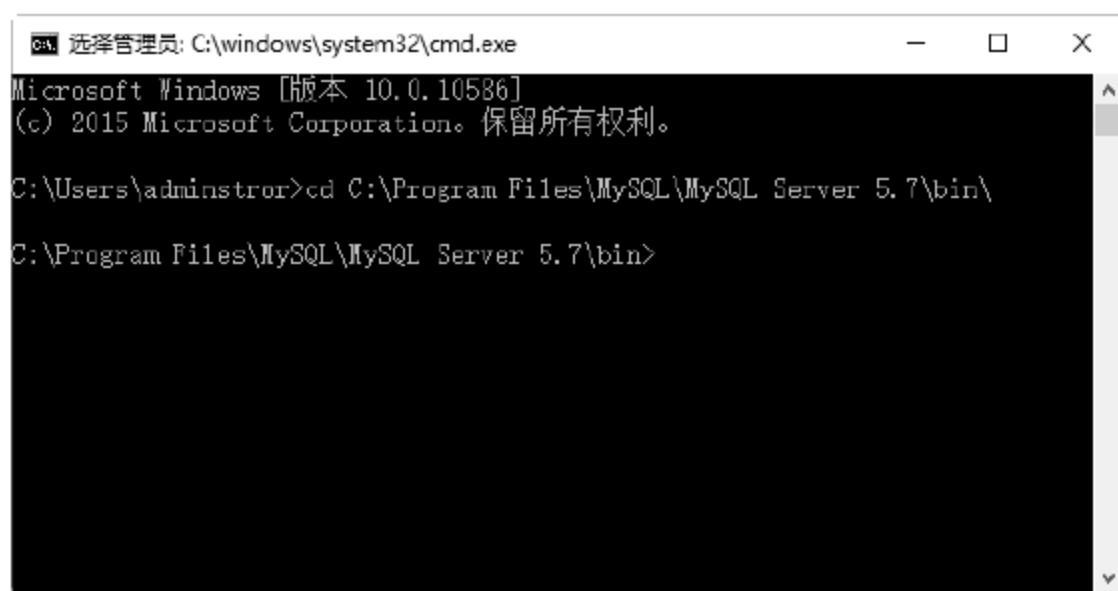 选择管理员: C:\windows\system32\cmd.exe
Microsoft Windows [版本 10.0.10586]
(c) 2015 Microsoft Corporation。保留所有权利。
C:\Users\adminstror>cd C:\Program Files\MySQL\MySQL Server 5.7\bin\
C:\Program Files\MySQL\MySQL Server 5.7\bin>